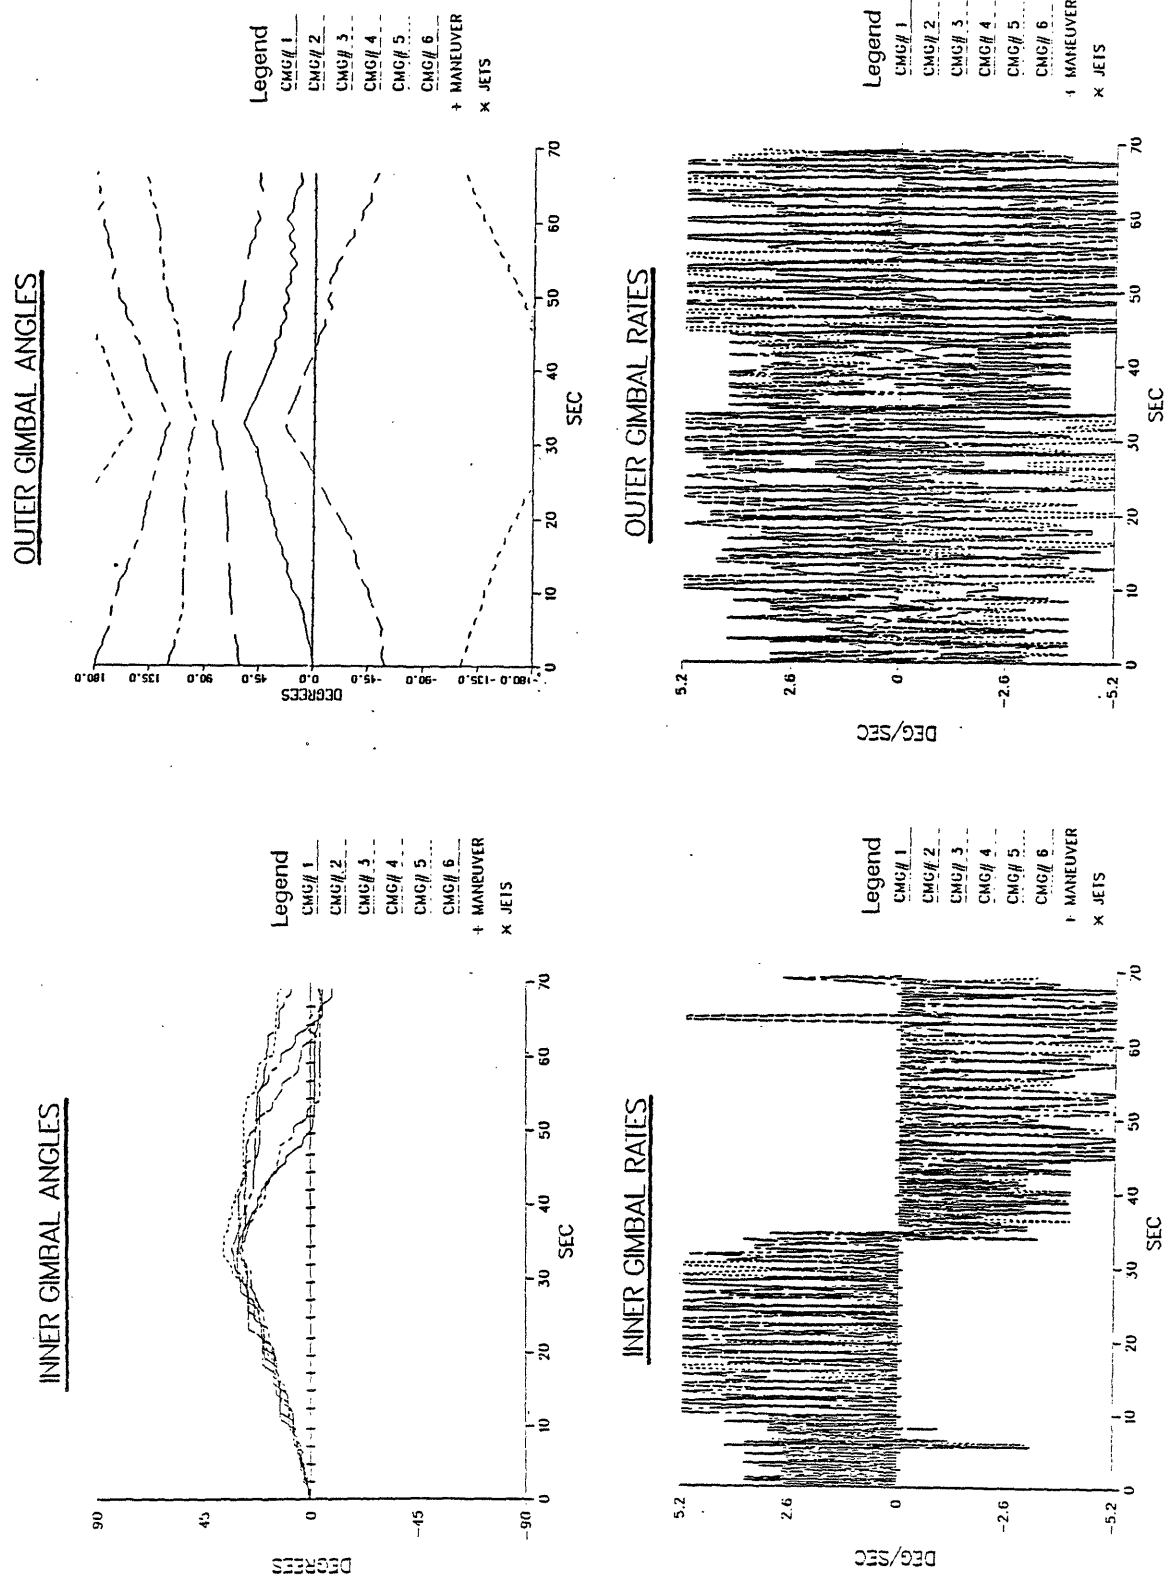 INNER GIMBAL ANGLES
90
45
0
-45
-90
DEGREES
0
10
20
30
40
50
60
70
SEC
Legend
CMG# 1
CMG# 2
CMG# 3
CMG# 4
CMG# 5
CMG# 6
+ MANEUVER
× JETS
OUTER GIMBAL ANGLES
180.0
135.0
90.0
45.0
0.0
-45.0
-90.0
-135.0
-180.0
DEGREES
0
10
20
30
40
50
60
70
SEC
Legend
CMG# 1
CMG# 2
CMG# 3
CMG# 4
CMG# 5
CMG# 6
+ MANEUVER
× JETS
INNER GIMBAL RATES
5.2
2.6
0
-2.6
-5.2
DEG/SEC
0
10
20
30
40
50
60
70
SEC
Legend
CMG# 1
CMG# 2
CMG# 3
CMG# 4
CMG# 5
CMG# 6
+ MANEUVER
× JETS
OUTER GIMBAL RATES
5.2
2.6
0
-2.6
-5.2
DEG/SEC
0
10
20
30
40
50
60
70
SEC
Legend
CMG# 1
CMG# 2
CMG# 3
CMG# 4
CMG# 5
CMG# 6
+ MANEUVER
× JETS